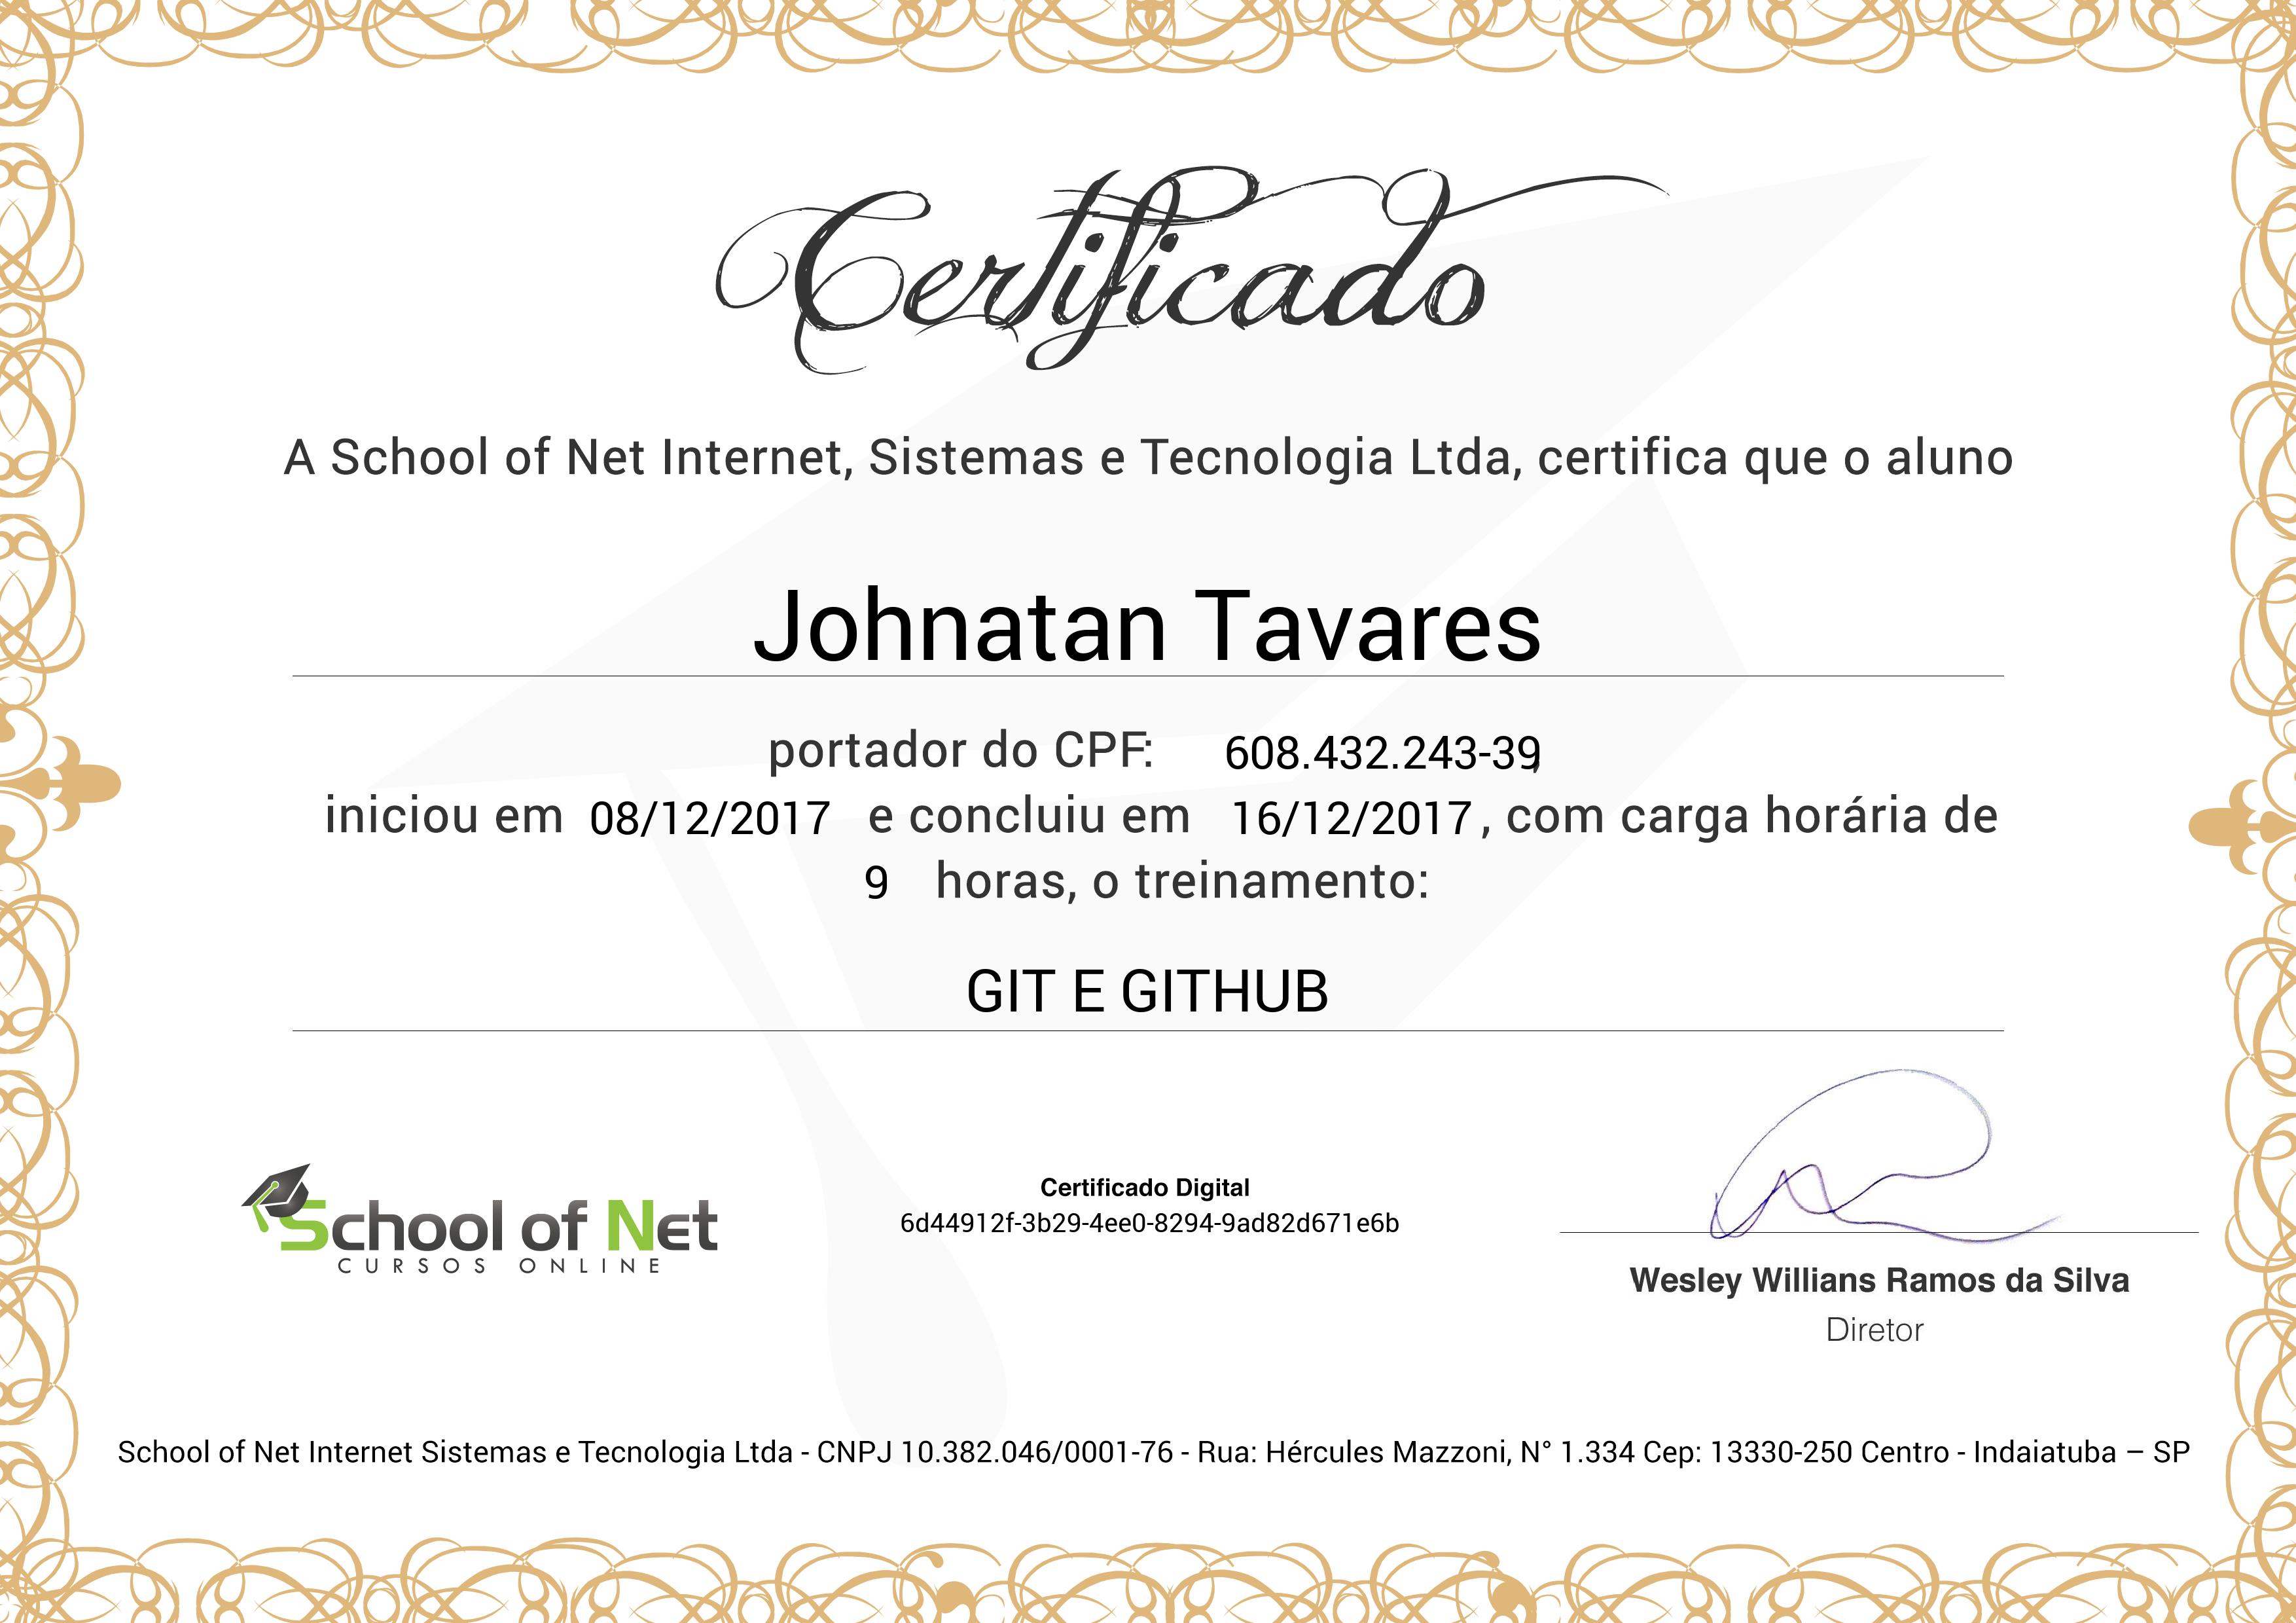 Certificado
A School of Net Internet, Sistemas e Tecnologia Ltda, certifica que o aluno
Johnatan Tavares
portador do CPF: 608.432.243-39,
iniciou em 08/12/2017 e concluiu em 16/12/2017, com carga horária de
9 horas, o treinamento:
GIT E GITHUB
School of Net
CURSOS ONLINE
Certificado Digital
6d44912f-3b29-4ee0-8294-9ad82d671e6b
Wesley Willians Ramos da Silva
Diretor
School of Net Internet Sistemas e Tecnologia Ltda - CNPJ 10.382.046/0001-76 - Rua: Hércules Mazzoni, N° 1.334 Cep: 13330-250 Centro - Indaiatuba – SP